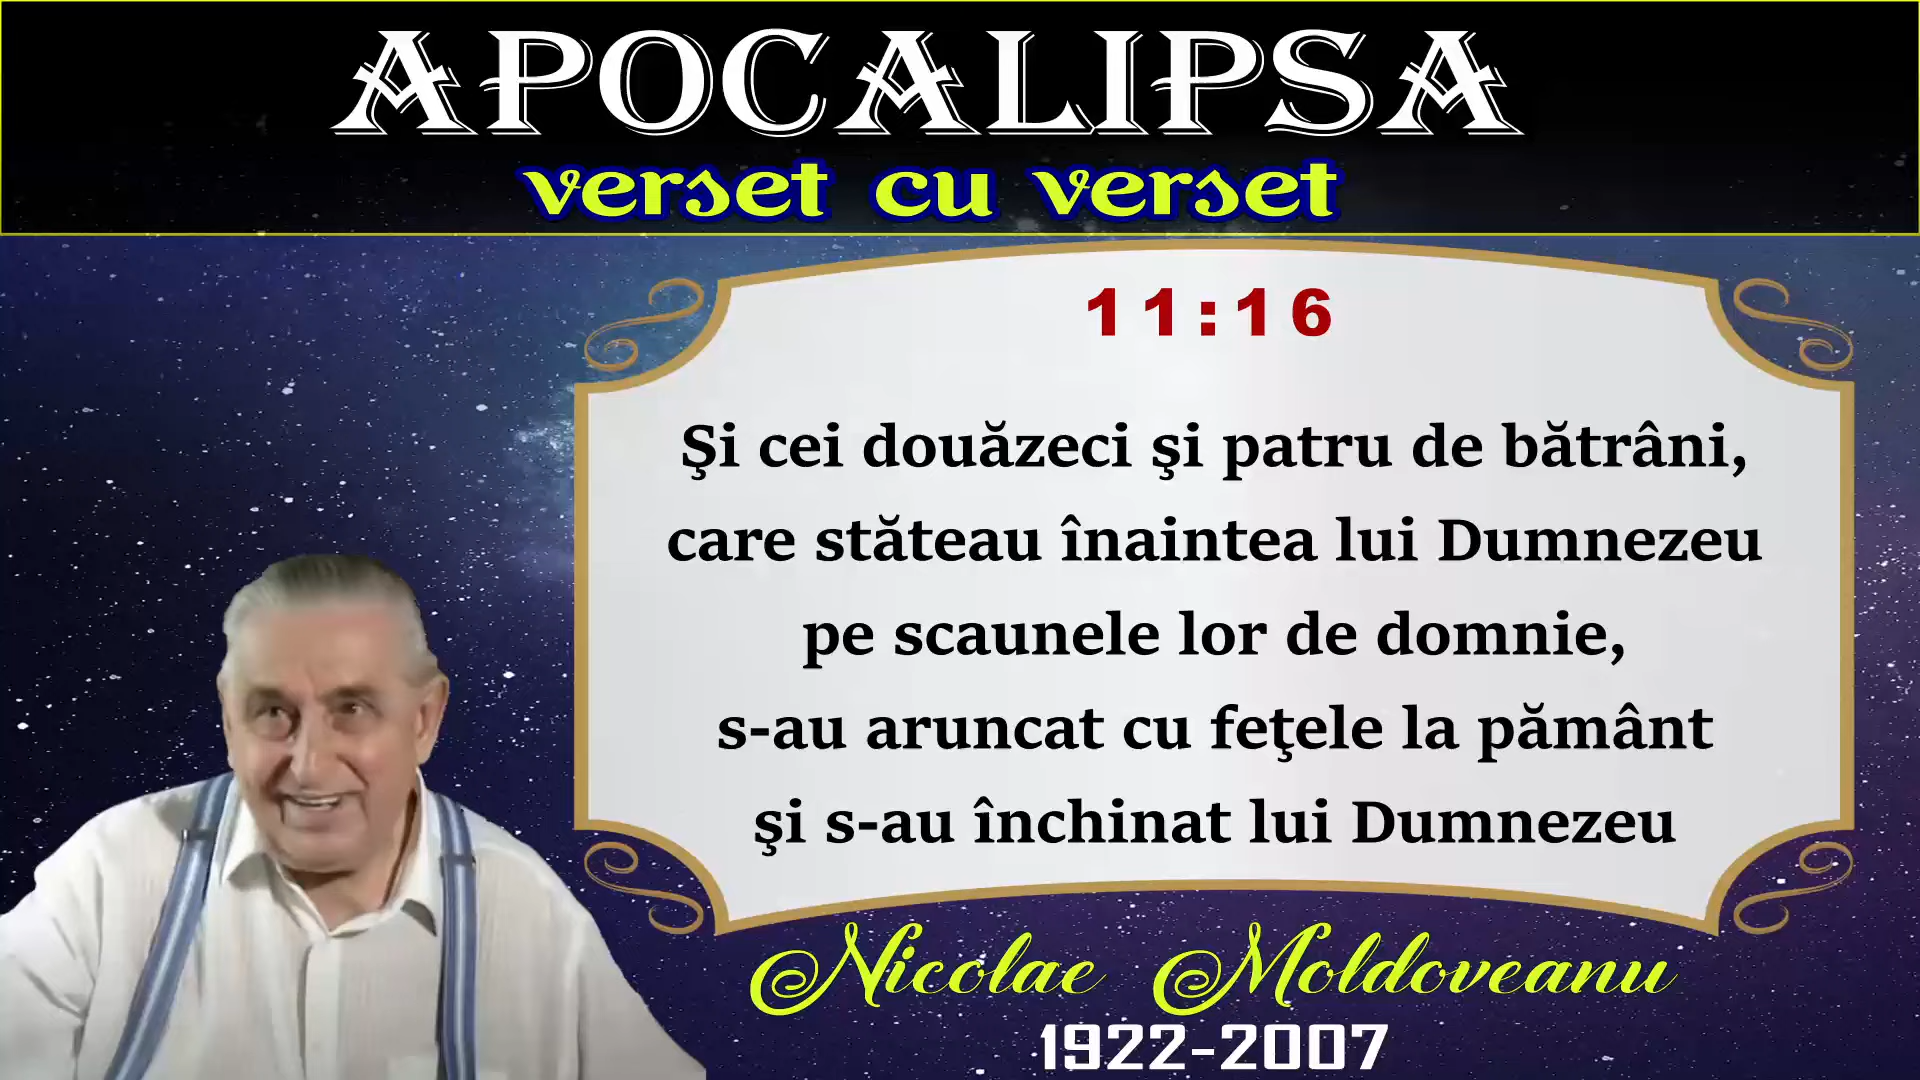 APOCALIPSA
verset cu verset
11:16
Şi cei douăzeci şi patru de bătrâni,
care stăteau înaintea lui Dumnezeu
pe scaunele lor de domnie,
s-au aruncat cu feţele la pământ
şi s-au închinat lui Dumnezeu
Nicolae Moldoveanu
1922-2007